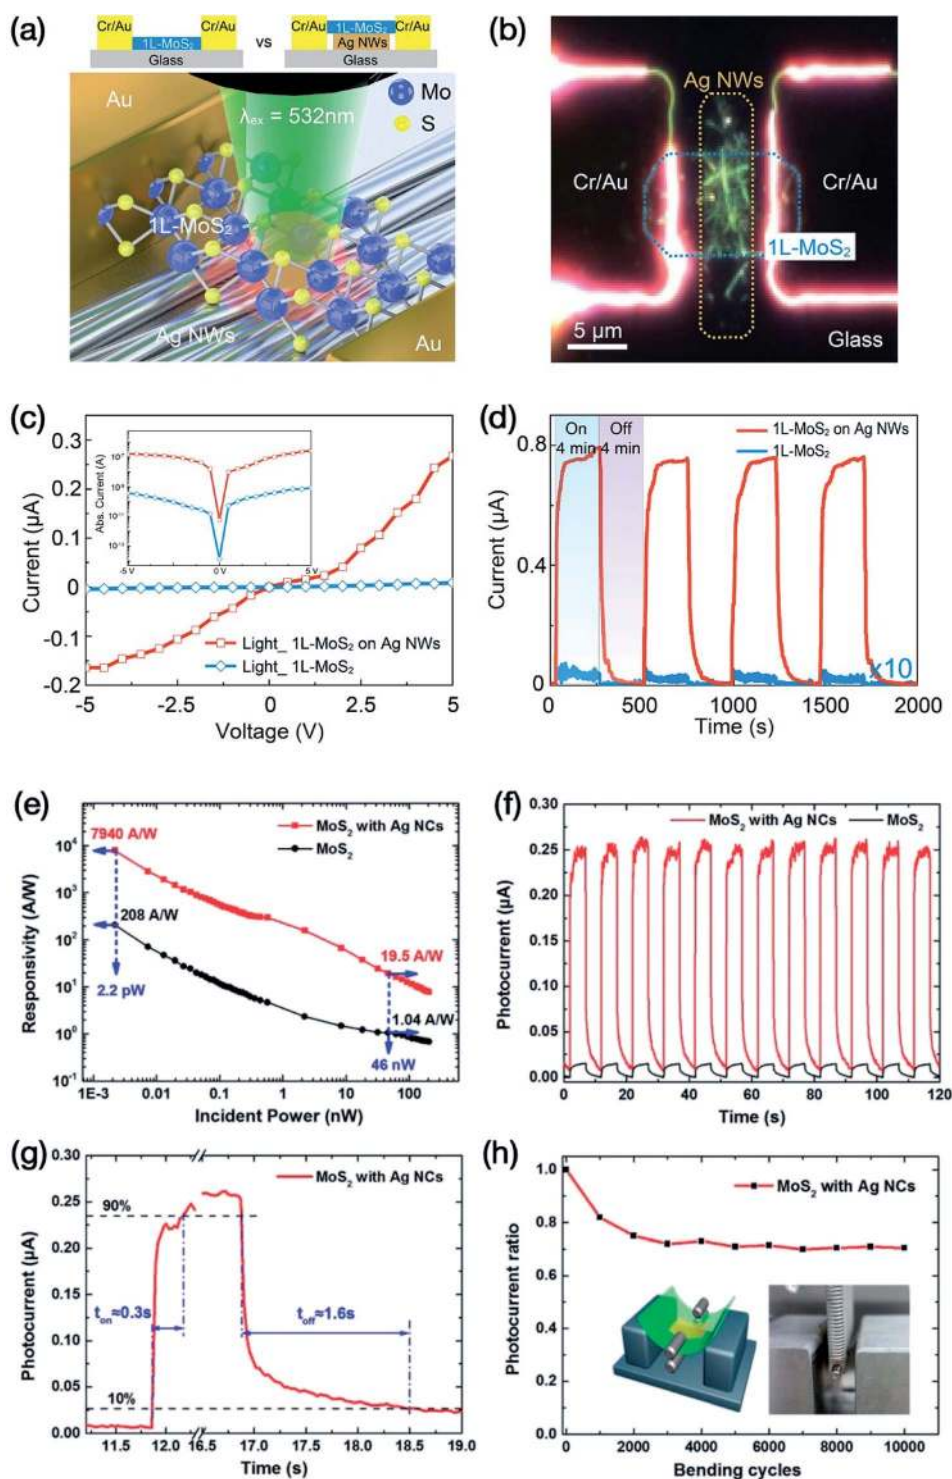 (a)
Cr/Au Cr/Au
1L-MoS₂
Glass
vs
1L-MoS₂
Cr/Au Cr/Au
Ag NWs
Glass
Au
λex = 532nm
Mo
S
1L-MoS₂
Ag NWs
Au
(b)
Ag NWs
Cr/Au
Cr/Au
1L-MoS₂
5 µm
Glass
(c)
Current (µA)
0.3
0.2
0.1
0
-0.1
-0.2
-5
-2.5
0
2.5
5
Voltage (V)
Abs. Current (A)
-5 V
0 V
5 V
Light_ 1L-MoS₂ on Ag NWs
Light_ 1L-MoS₂
(d)
On
4 min
Off
4 min
1L-MoS₂ on Ag NWs
1L-MoS₂
x10
Current (µA)
0.8
0.4
0
0
500
1000
1500
2000
Time (s)
(e)
MoS₂ with Ag NCs
MoS₂
7940 A/W
208 A/W
2.2 pW
19.5 A/W
1.04 A/W
46 nW
Responsivity (A/W)
10⁴
10³
10²
10¹
10⁰
10⁻¹
1E-3
0.01
0.1
1
10
100
Incident Power (nW)
(f)
MoS₂ with Ag NCs
MoS₂
Photocurrent (µA)
0.30
0.25
0.20
0.15
0.10
0.05
0.00
0
20
40
60
80
100
120
Time (s)
(g)
MoS₂ with Ag NCs
90%
ton≈0.3s
toff≈1.6s
10%
Photocurrent (µA)
0.30
0.25
0.20
0.15
0.10
0.05
0.00
11.5
12.0
16.5
17.0
17.5
18.0
18.5
19.0
Time (s)
(h)
MoS₂ with Ag NCs
Photocurrent ratio
1.0
0.8
0.6
0.4
0.2
0.0
0
2000
4000
6000
8000
10000
Bending cycles